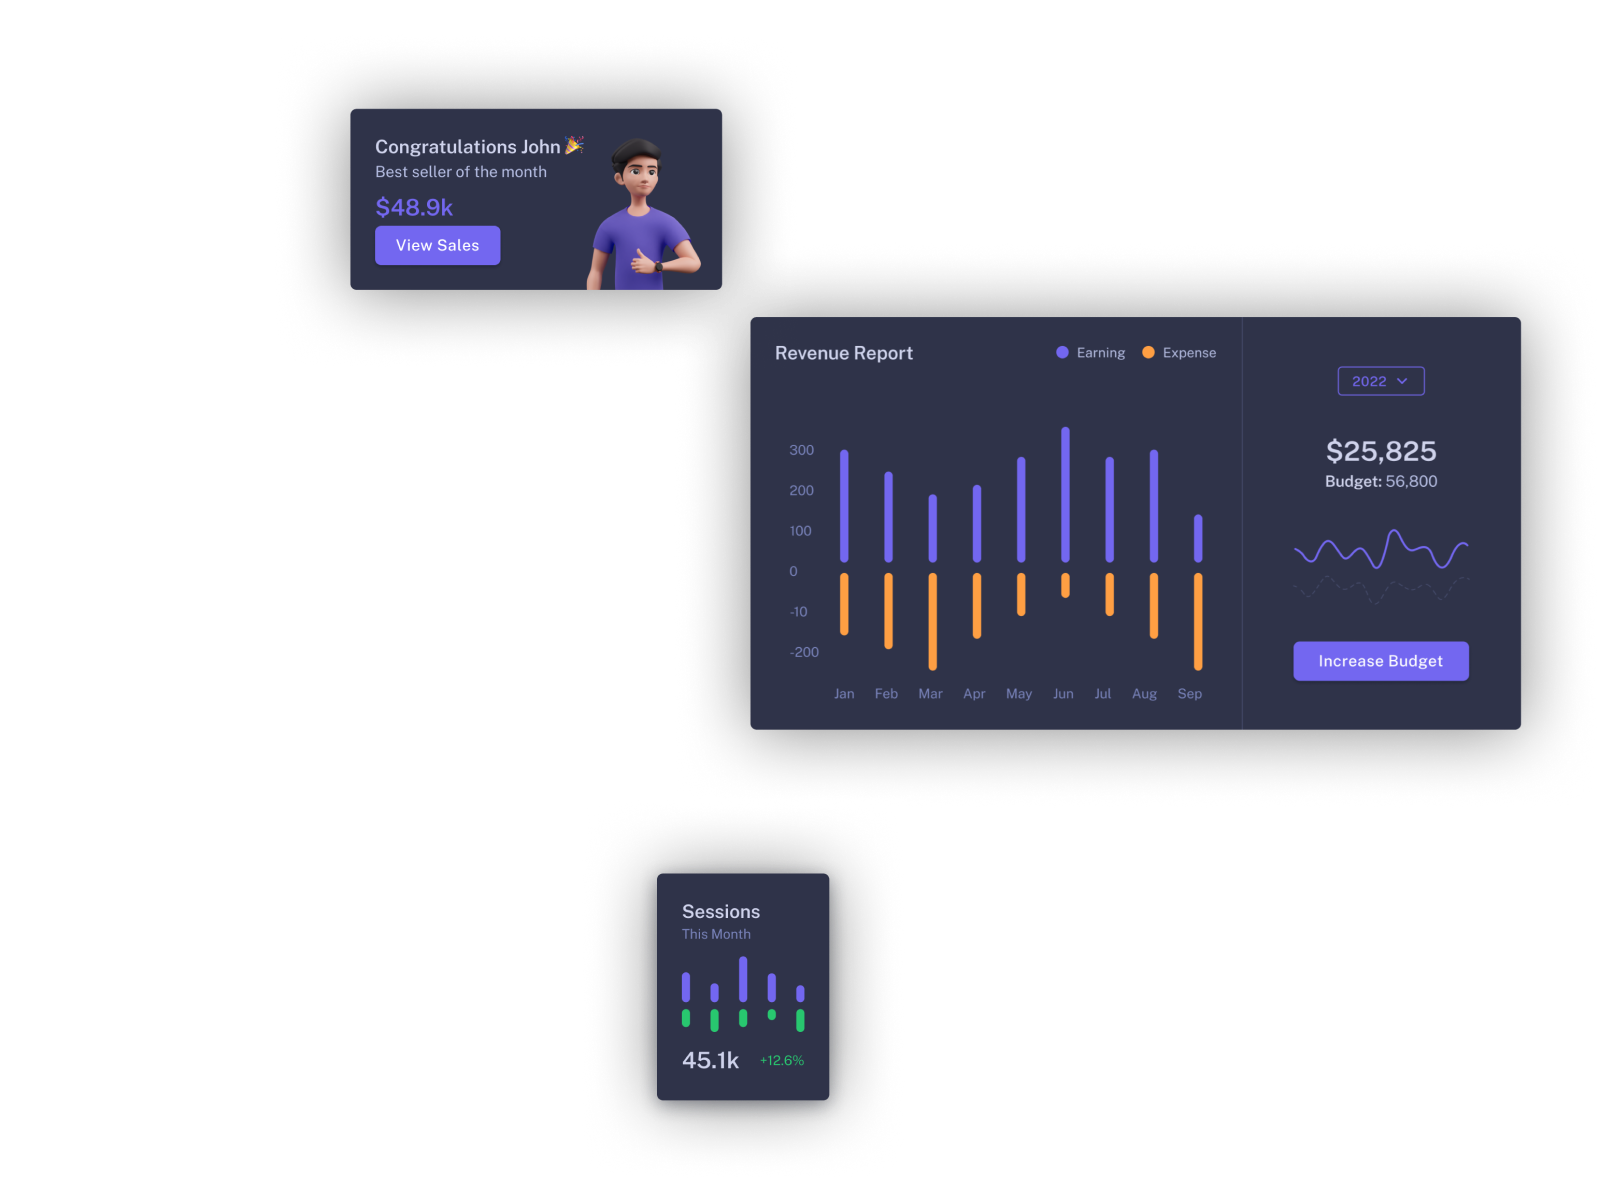 Congratulations John 🎉
Best seller of the month
$48.9k
View Sales
Revenue Report
Earning
Expense
300
200
100
0
-10
-200
Jan Feb Mar Apr May Jun Jul Aug Sep
2022
$25,825
Budget: 56,800
Increase Budget
Sessions
This Month
45.1k +12.6%